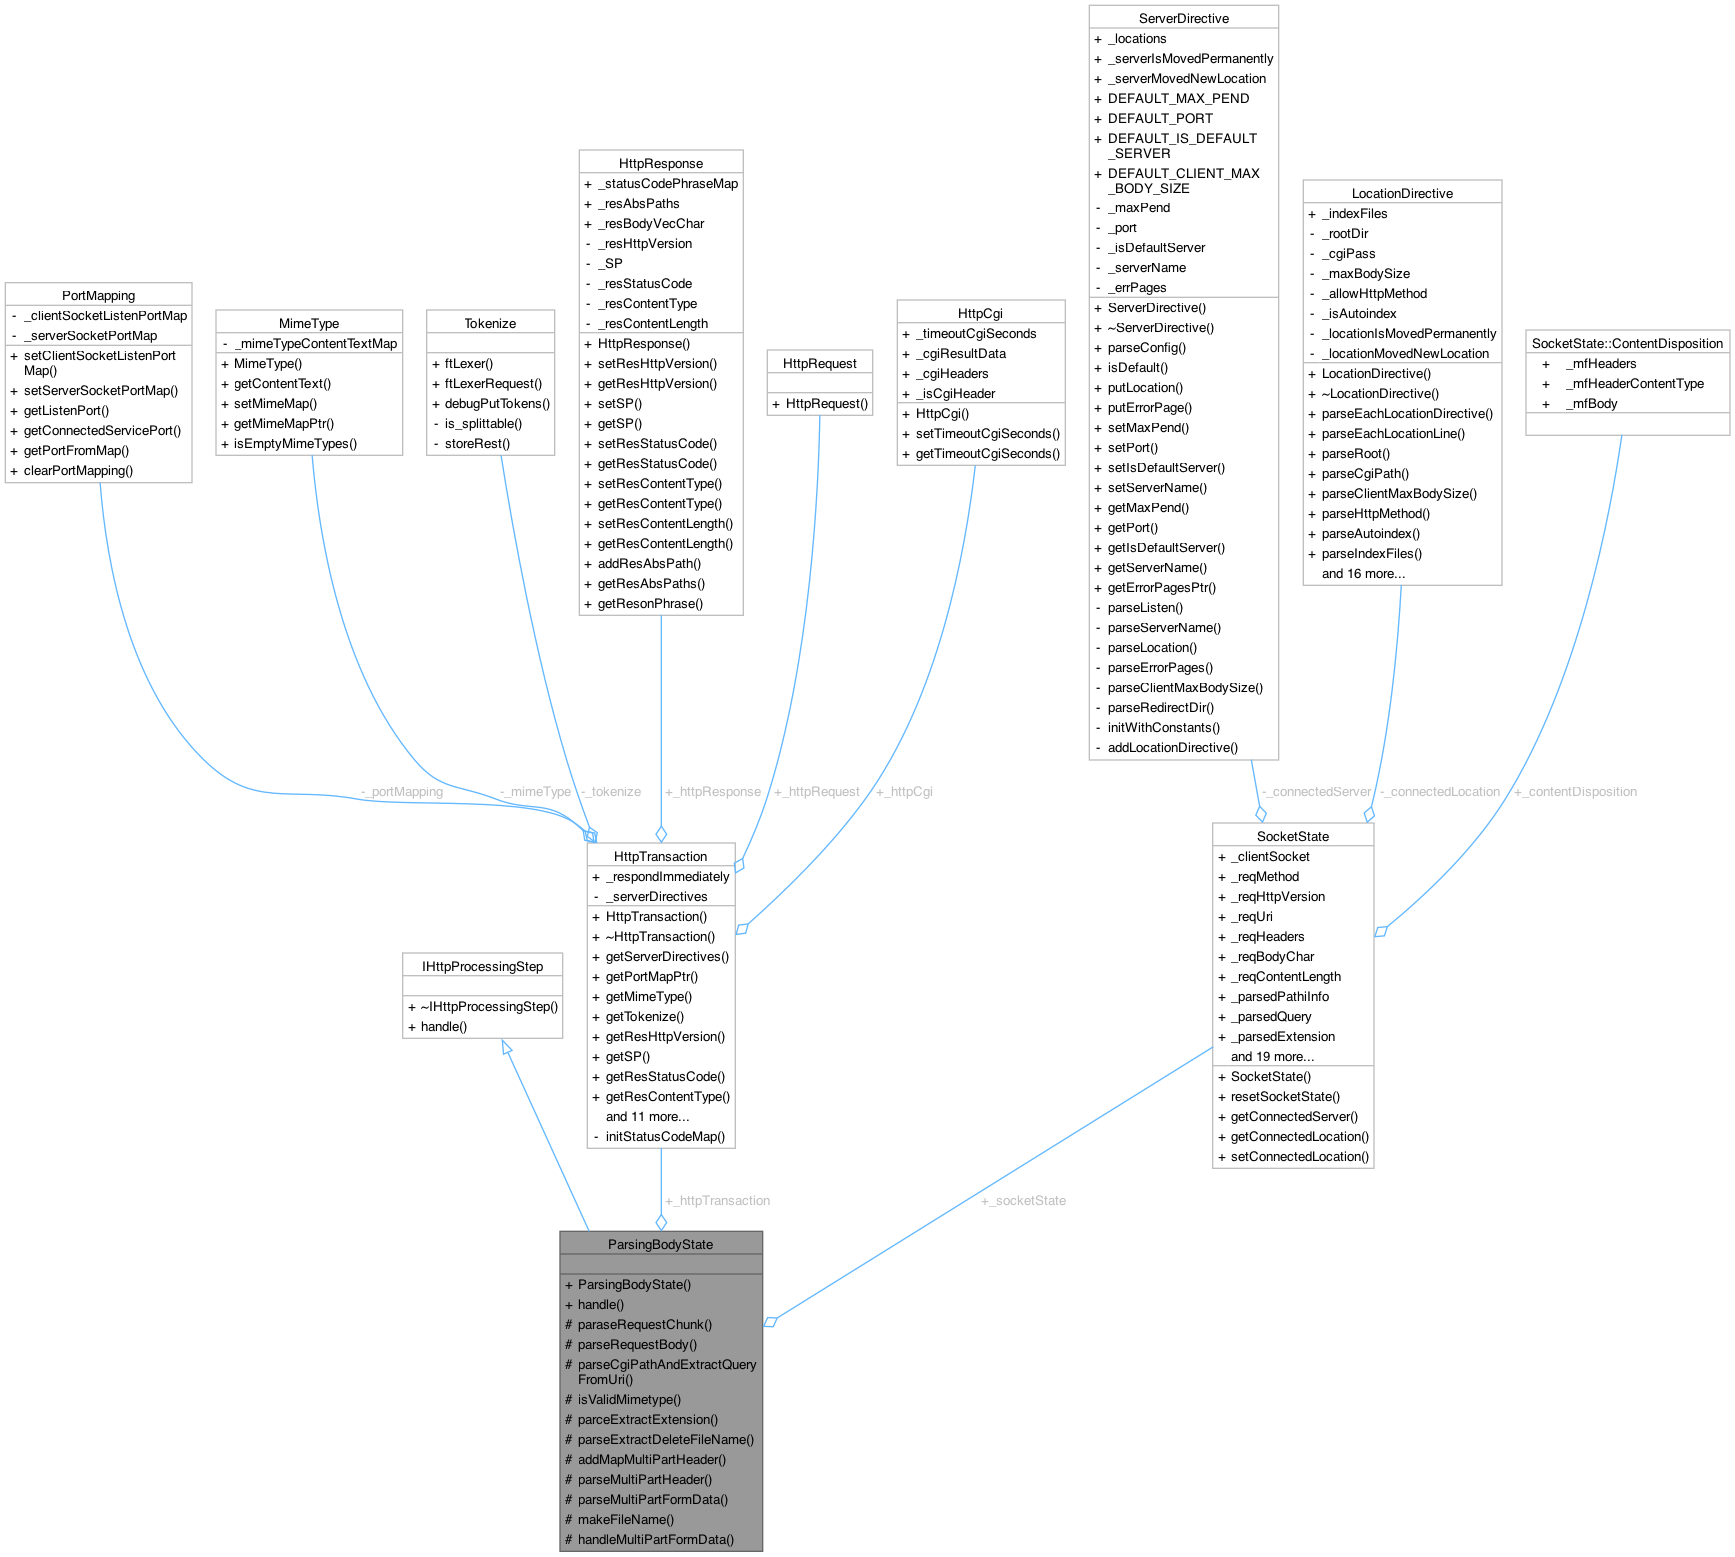 ServerDirective
+ _locations
+ _serverIsMovedPermanently
+ _serverMovedNewLocation
+ DEFAULT_MAX_PEND
+ DEFAULT_PORT
+ DEFAULT_IS_DEFAULT
_SERVER
+ DEFAULT_CLIENT_MAX
_BODY_SIZE
- _maxPend
- _port
- _isDefaultServer
- _serverName
- _errPages
+ ServerDirective()
+ ~ServerDirective()
+ parseConfig()
+ isDefault()
+ putLocation()
+ putErrorPage()
+ setMaxPend()
+ setPort()
+ setIsDefaultServer()
+ setServerName()
+ getMaxPend()
+ getPort()
+ getIsDefaultServer()
+ getServerName()
+ getErrorPagesPtr()
- parseListen()
- parseServerName()
- parseLocation()
- parseErrorPages()
- parseClientMaxBodySize()
- parseRedirectDir()
- initWithConstants()
- addLocationDirective()
HttpResponse
+ _statusCodePhraseMap
+ _resAbsPaths
+ _resBodyVecChar
- _resHttpVersion
- _SP
- _resStatusCode
- _resContentType
- _resContentLength
+ HttpResponse()
+ setResHttpVersion()
+ getResHttpVersion()
+ setSP()
+ getSP()
+ setResStatusCode()
+ getResStatusCode()
+ setResContentType()
+ getResContentType()
+ setResContentLength()
+ getResContentLength()
+ addResAbsPath()
+ getResAbsPaths()
+ getResonPhrase()
LocationDirective
+ _indexFiles
- _rootDir
- _cgiPass
- _maxBodySize
- _allowHttpMethod
- _isAutoindex
- _locationIsMovedPermanently
- _locationMovedNewLocation
+ LocationDirective()
+ ~LocationDirective()
+ parseEachLocationDirective()
+ parseEachLocationLine()
+ parseRoot()
+ parseCgiPath()
+ parseClientMaxBodySize()
+ parseHttpMethod()
+ parseAutoindex()
+ parseIndexFiles()
and 16 more...
PortMapping
- _clientSocketListenPortMap
- _serverSocketPortMap
+ setClientSocketListenPort
Map()
+ setServerSocketPortMap()
+ getListenPort()
+ getConnectedServicePort()
+ getPortFromMap()
+ clearPortMapping()
MimeType
- _mimeTypeContentTextMap
+ MimeType()
+ getContentText()
+ setMimeMap()
+ getMimeMapPtr()
+ isEmptyMimeTypes()
Tokenize
+ ftLexer()
+ ftLexerRequest()
+ debugPutTokens()
- is_splittable()
- storeRest()
HttpRequest
+ HttpRequest()
HttpCgi
+ _timeoutCgiSeconds
+ _cgiResultData
+ _cgiHeaders
+ _isCgiHeader
+ HttpCgi()
+ setTimeoutCgiSeconds()
+ getTimeoutCgiSeconds()
SocketState::ContentDisposition
+ _mfHeaders
+ _mfHeaderContentType
+ _mfBody
-_portMapping
-_mimeType
-_tokenize
+_httpResponse
+_httpRequest
+_httpCgi
-_connectedServer
-_connectedLocation
+_contentDisposition
HttpTransaction
+ _respondImmediately
- _serverDirectives
+ HttpTransaction()
+ ~HttpTransaction()
+ getServerDirectives()
+ getPortMapPtr()
+ getMimeType()
+ getTokenize()
+ getResHttpVersion()
+ getSP()
+ getResStatusCode()
+ getResContentType()
and 11 more...
- initStatusCodeMap()
SocketState
+ _clientSocket
+ _reqMethod
+ _reqHttpVersion
+ _reqUri
+ _reqHeaders
+ _reqBodyChar
+ _reqContentLength
+ _parsedPathiInfo
+ _parsedQuery
+ _parsedExtension
and 19 more...
+ SocketState()
+ resetSocketState()
+ getConnectedServer()
+ getConnectedLocation()
+ setConnectedLocation()
IHttpProcessingStep
+ ~IHttpProcessingStep()
+ handle()
+_httpTransaction
+_socketState
ParsingBodyState
+ ParsingBodyState()
+ handle()
# paraseRequestChunk()
# parseRequestBody()
# parseCgiPathAndExtractQuery
FromUri()
# isValidMimetype()
# parceExtractExtension()
# parseExtractDeleteFileName()
# addMapMultiPartHeader()
# parseMultiPartHeader()
# parseMultiPartFormData()
# makeFileName()
# handleMultiPartFormData()